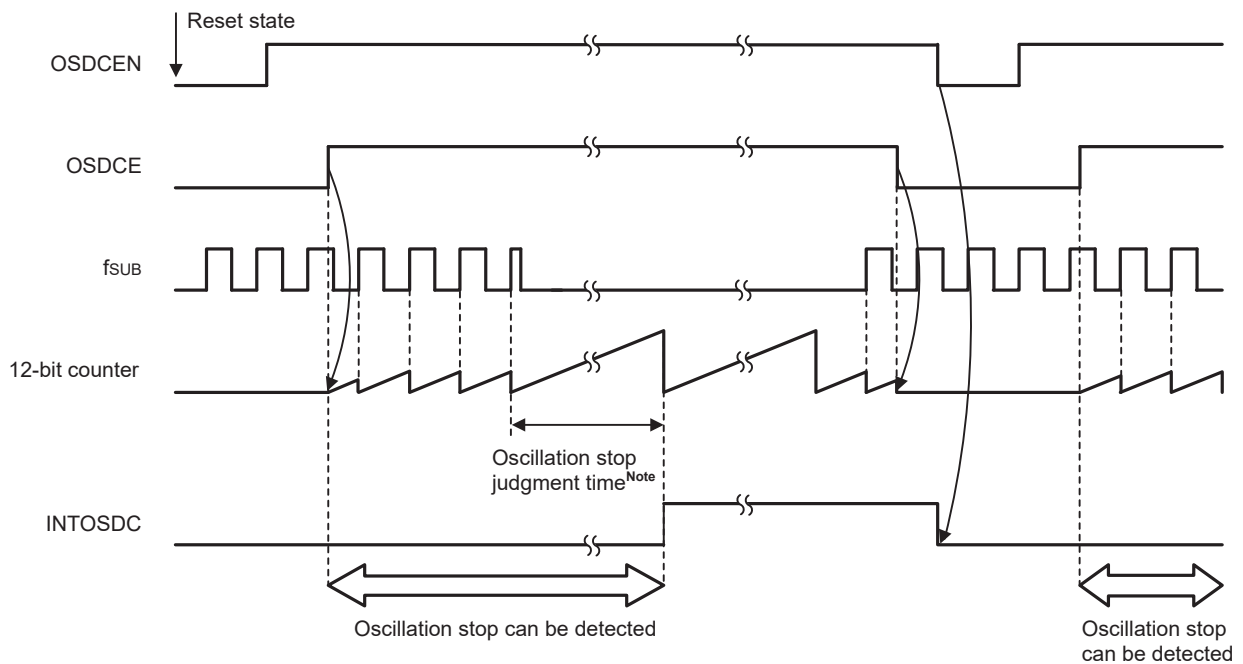 Reset state
OSDCEN
OSDCE
fSUB
12-bit counter
Oscillation stop
judgment timeNote
INTOSDC
Oscillation stop can be detected
Oscillation stop
can be detected